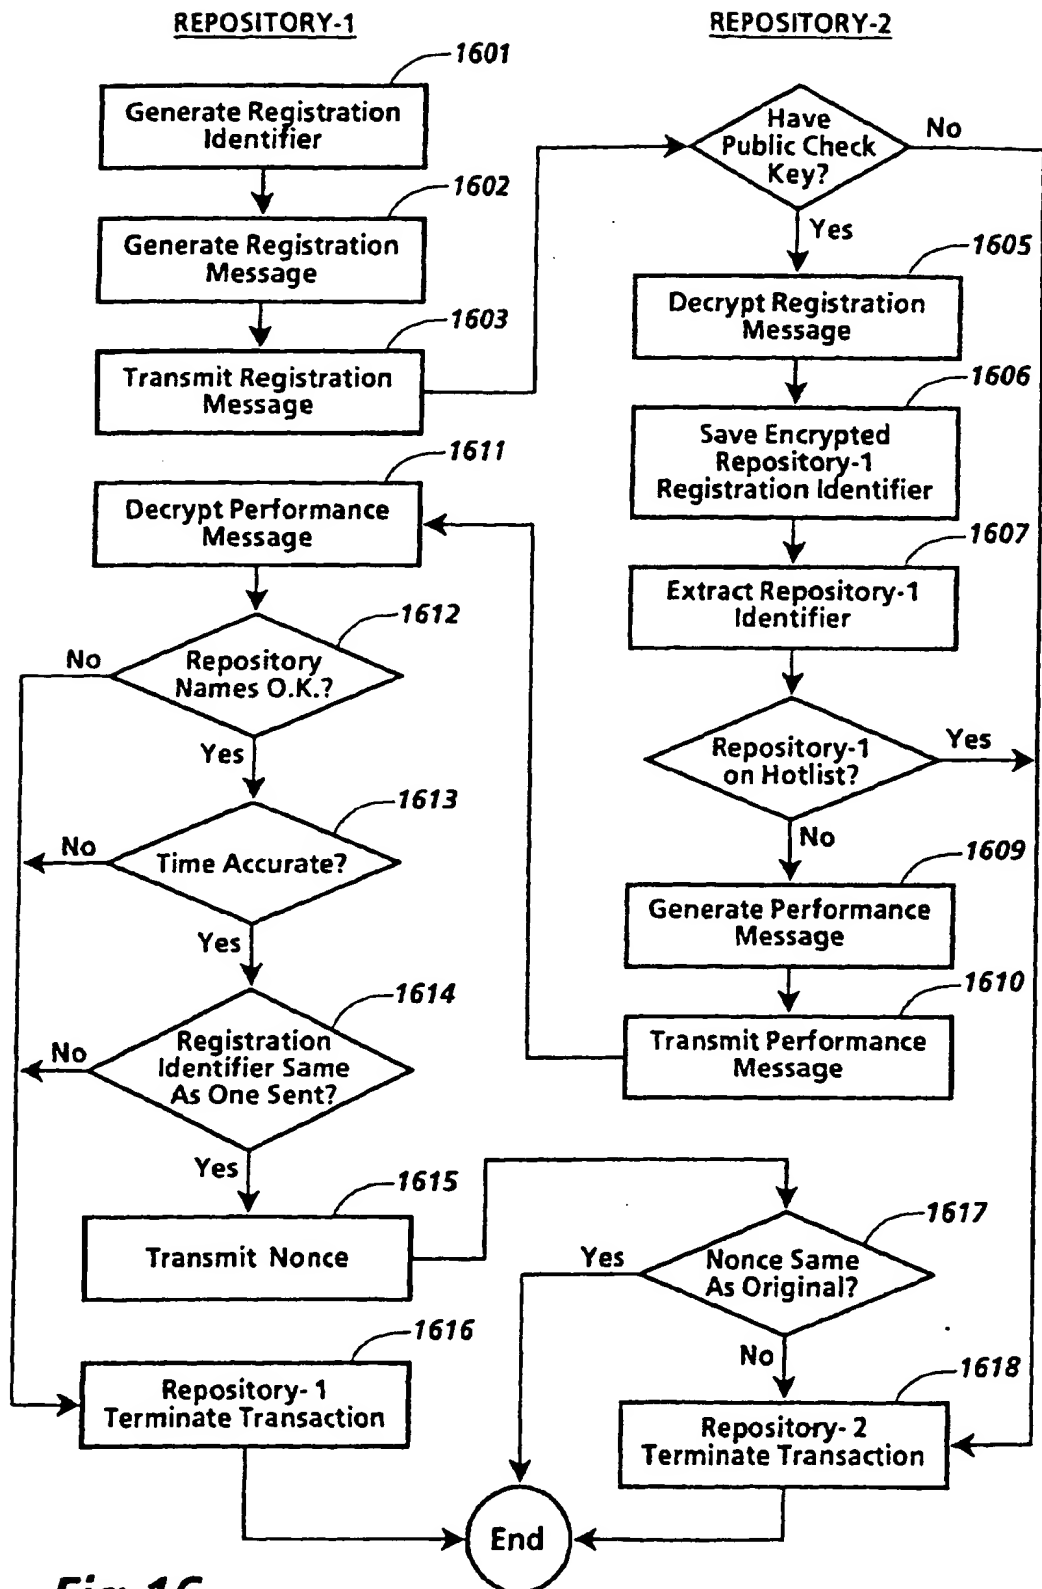 REPOSITORY-1
1601
Generate Registration
Identifier
1602
Generate Registration
Message
1603
Transmit Registration
Message
1611
Decrypt Performance
Message
1612
No
Repository
Names O.K.?
Yes
1613
No
Time Accurate?
Yes
1614
No
Registration
Identifier Same
As One Sent?
Yes
1615
Transmit Nonce
1616
Repository- 1
Terminate Transaction
REPOSITORY-2
Have
Public Check
Key?
No
Yes
1605
Decrypt Registration
Message
1606
Save Encrypted
Repository-1
Registration Identifier
1607
Extract Repository-1
Identifier
Repository-1
on Hotlist?
Yes
No
1609
Generate Performance
Message
1610
Transmit Performance
Message
1617
Yes
Nonce Same
As Original?
No
1618
Repository- 2
Terminate Transaction
End